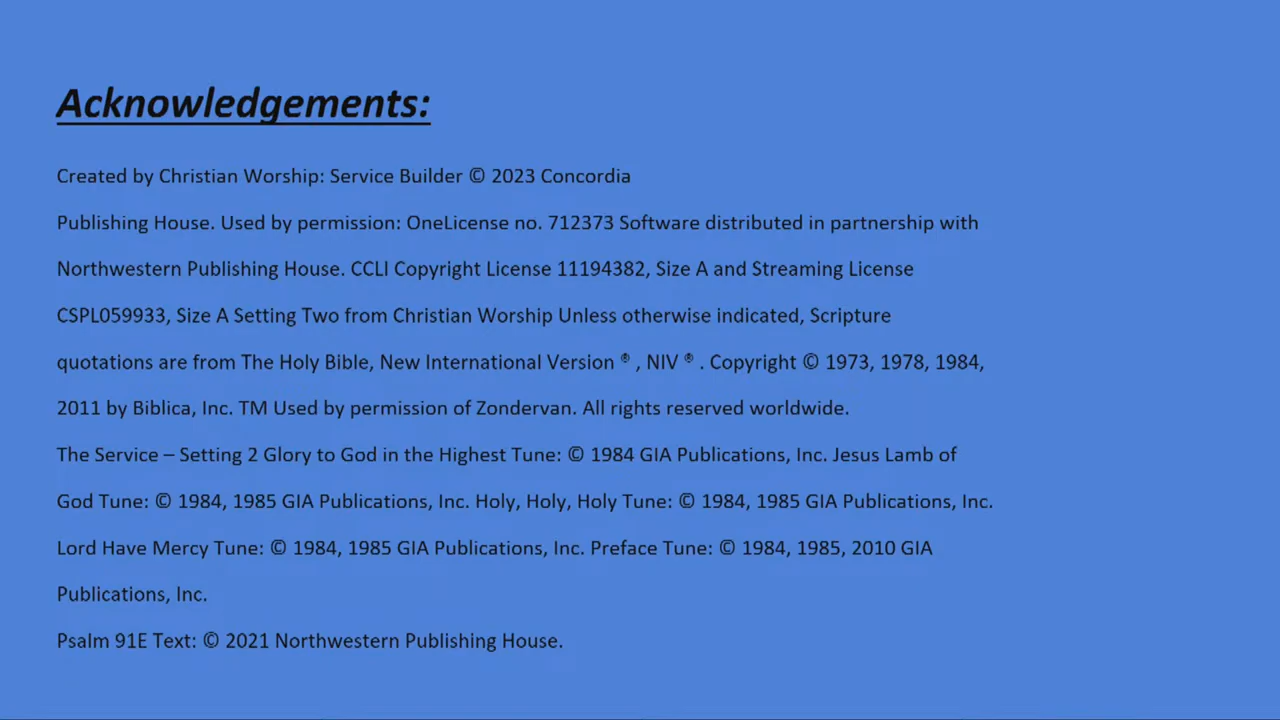 Acknowledgements:
Created by Christian Worship: Service Builder © 2023 Concordia
Publishing House. Used by permission: OneLicense no. 712373 Software distributed in partnership with
Northwestern Publishing House. CCLI Copyright License 11194382, Size A and Streaming License
CSPL059933, Size A Setting Two from Christian Worship Unless otherwise indicated, Scripture
quotations are from The Holy Bible, New International Version ® , NIV ® . Copyright © 1973, 1978, 1984,
2011 by Biblica, Inc. TM Used by permission of Zondervan. All rights reserved worldwide.
The Service – Setting 2 Glory to God in the Highest Tune: © 1984 GIA Publications, Inc. Jesus Lamb of
God Tune: © 1984, 1985 GIA Publications, Inc. Holy, Holy, Holy Tune: © 1984, 1985 GIA Publications, Inc.
Lord Have Mercy Tune: © 1984, 1985 GIA Publications, Inc. Preface Tune: © 1984, 1985, 2010 GIA
Publications, Inc.
Psalm 91E Text: © 2021 Northwestern Publishing House.